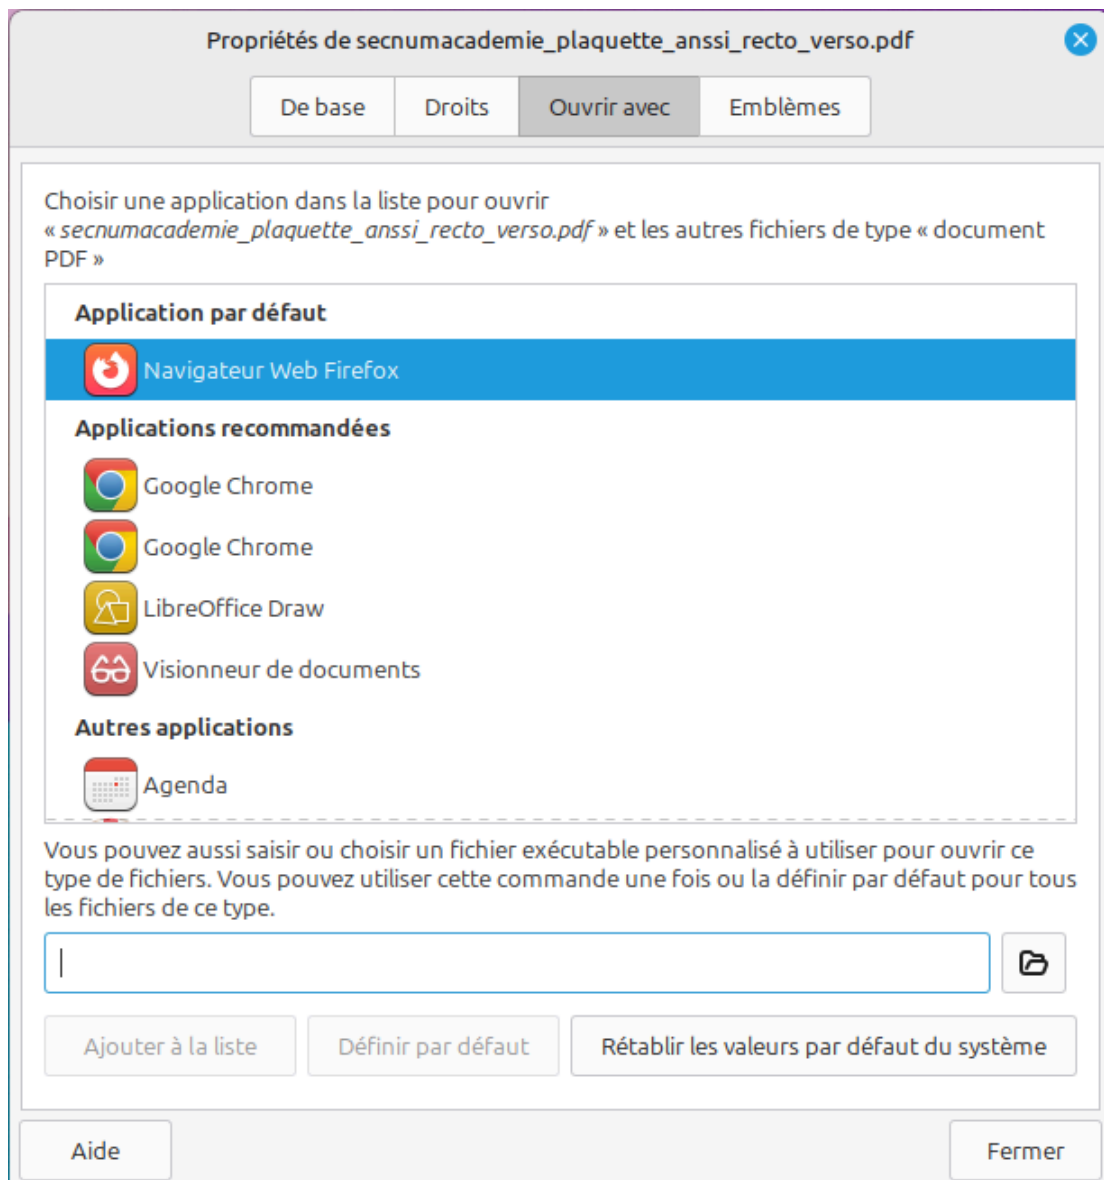 Propriétés de secnumacademie_plaquette_anssi_recto_verso.pdf
De base
Droits
Ouvrir avec
Emblèmes
Choisir une application dans la liste pour ouvrir
« secnumacademie_plaquette_anssi_recto_verso.pdf » et les autres fichiers de type « document
PDF »
Application par défaut
Navigateur Web Firefox
Applications recommandées
Google Chrome
Google Chrome
LibreOffice Draw
Visionneur de documents
Autres applications
Agenda
Vous pouvez aussi saisir ou choisir un fichier exécutable personnalisé à utiliser pour ouvrir ce
type de fichiers. Vous pouvez utiliser cette commande une fois ou la définir par défaut pour tous
les fichiers de ce type.
Ajouter à la liste
Définir par défaut
Rétablir les valeurs par défaut du système
Aide
Fermer